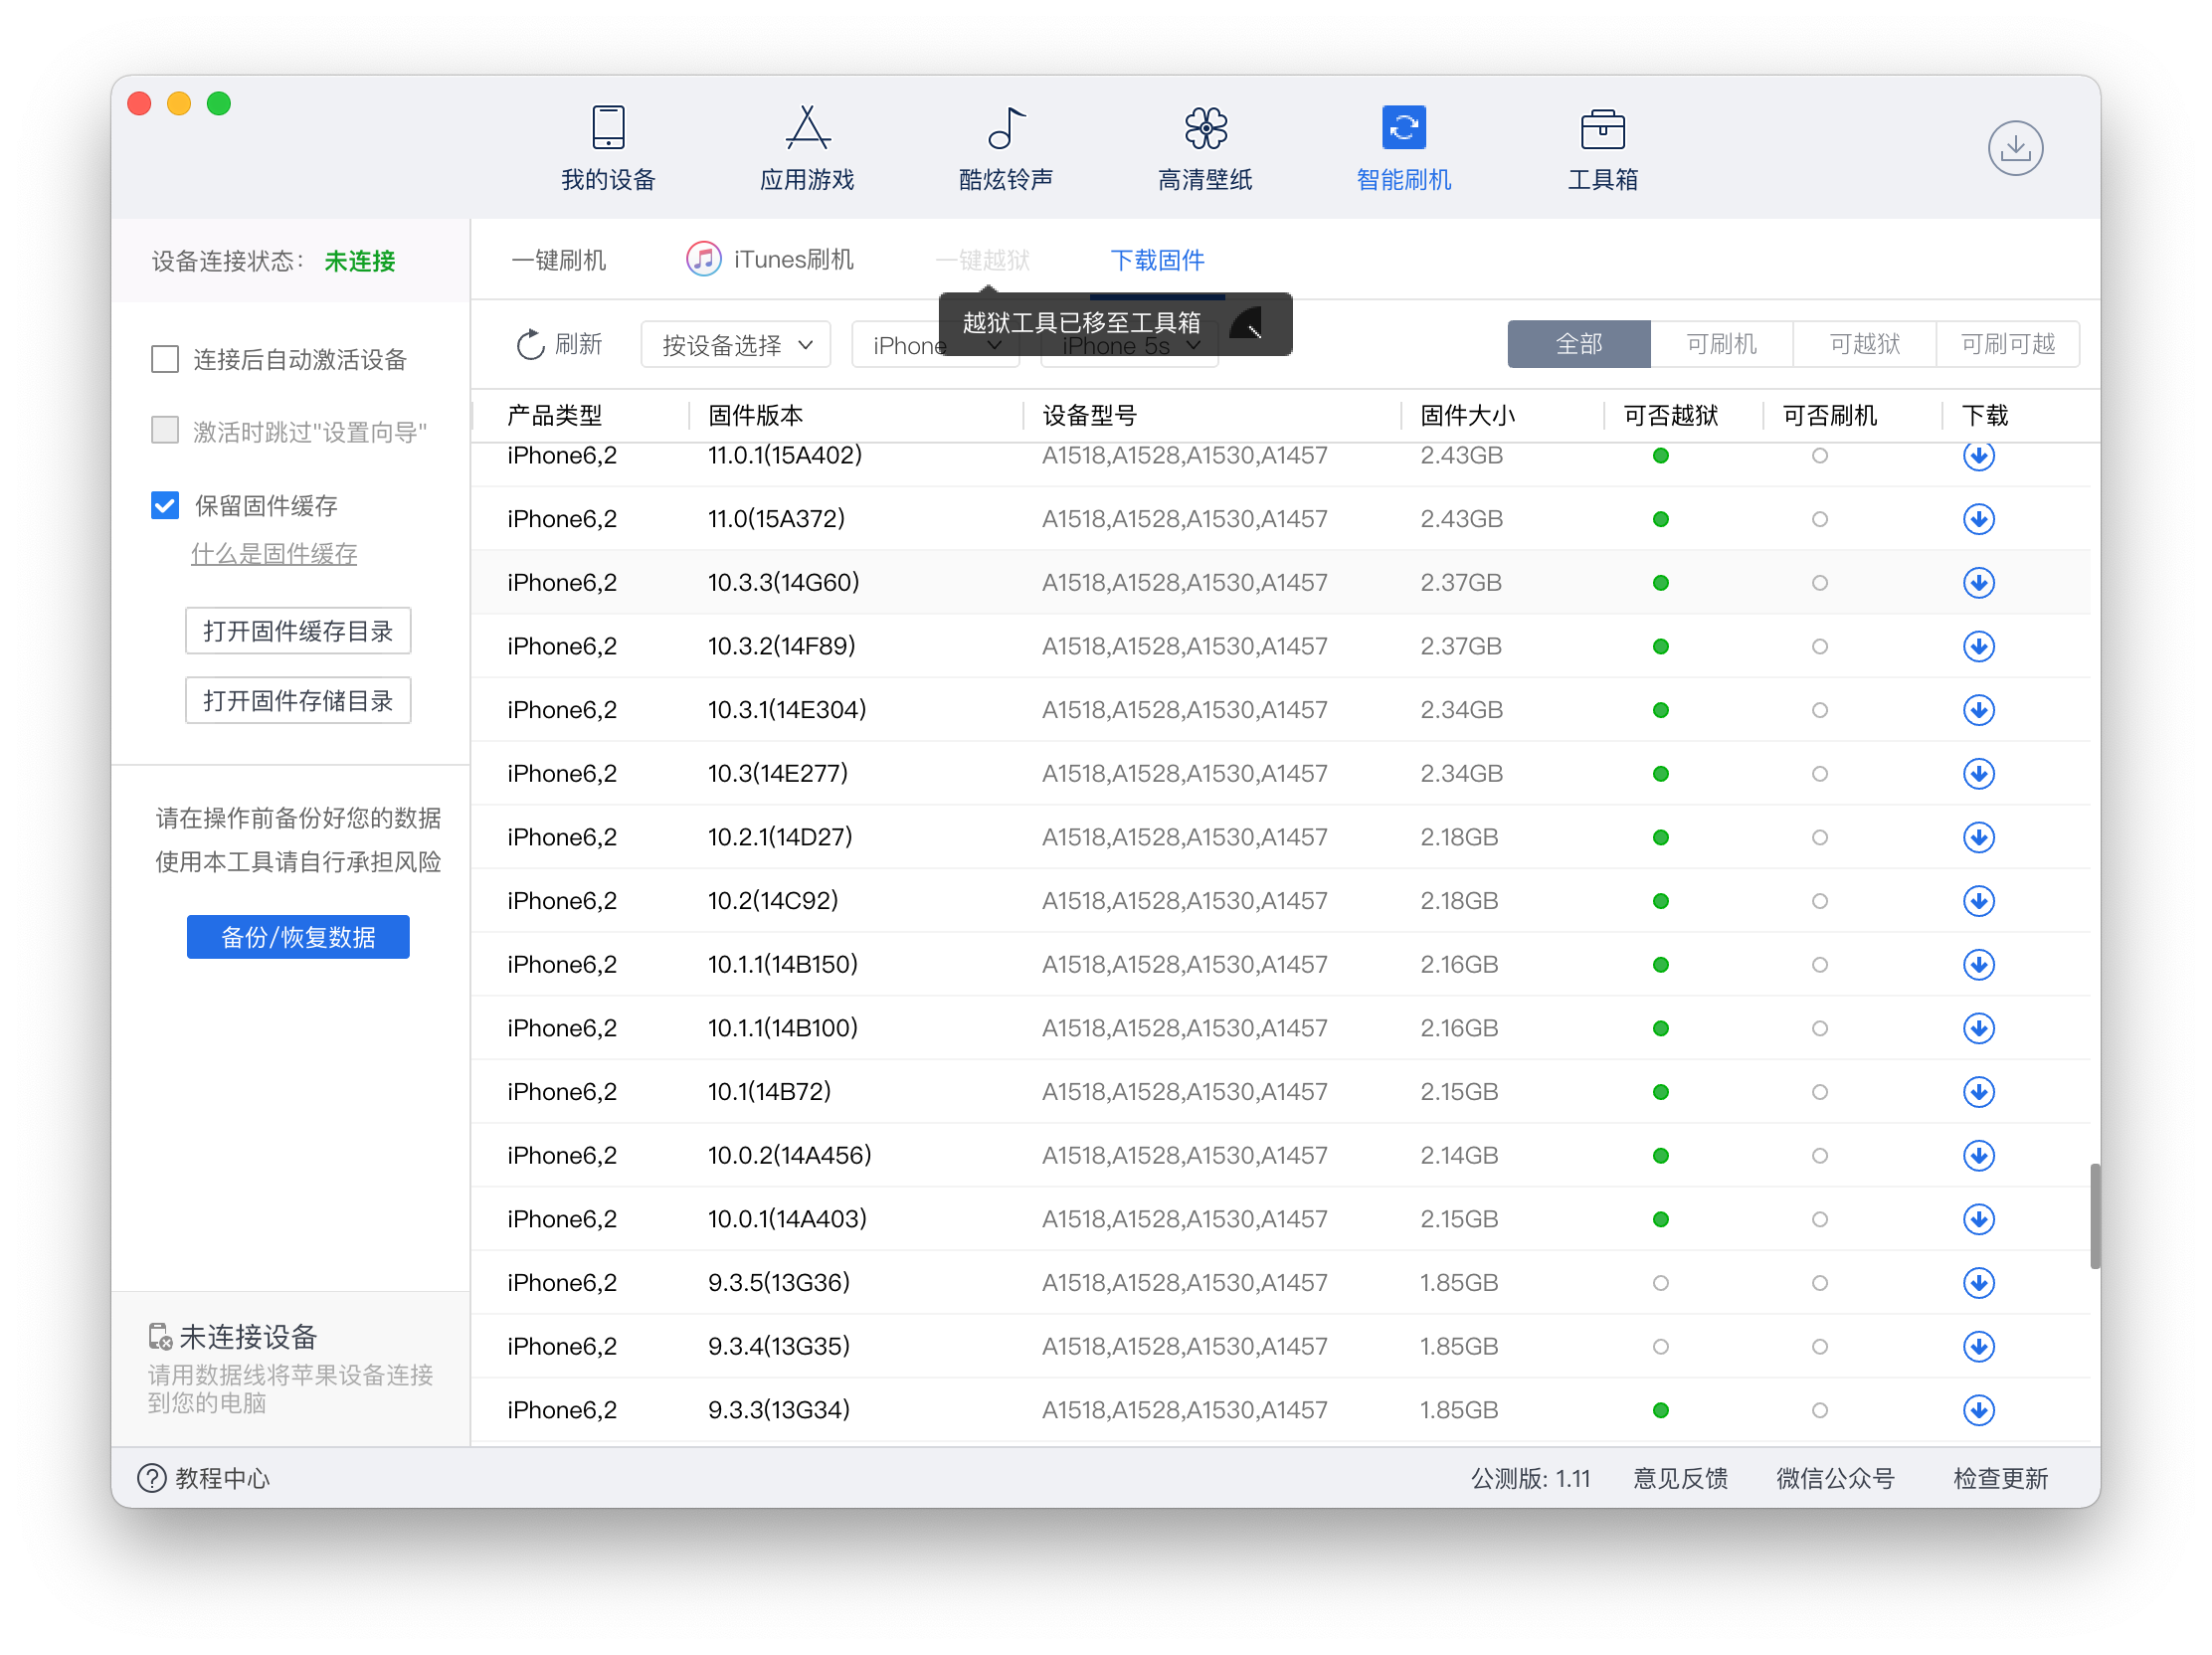 我的设备 应用游戏 酷炫铃声 高清壁纸 智能刷机 工具箱
设备连接状态： 未连接
连接后自动激活设备
激活时跳过"设置向导"
保留固件缓存
什么是固件缓存
打开固件缓存目录
打开固件存储目录
请在操作前备份好您的数据
使用本工具请自行承担风险
备份/恢复数据
未连接设备
请用数据线将苹果设备连接
到您的电脑
一键刷机 iTunes刷机 一键越狱 下载固件
越狱工具已移至工具箱
刷新 按设备选择 iPhone iPhone 5s 全部 可刷机 可越狱 可刷可越
产品类型 固件版本 设备型号 固件大小 可否越狱 可否刷机 下载
iPhone6,2 11.0.1(15A402) A1518,A1528,A1530,A1457 2.43GB
iPhone6,2 11.0(15A372) A1518,A1528,A1530,A1457 2.43GB
iPhone6,2 10.3.3(14G60) A1518,A1528,A1530,A1457 2.37GB
iPhone6,2 10.3.2(14F89) A1518,A1528,A1530,A1457 2.37GB
iPhone6,2 10.3.1(14E304) A1518,A1528,A1530,A1457 2.34GB
iPhone6,2 10.3(14E277) A1518,A1528,A1530,A1457 2.34GB
iPhone6,2 10.2.1(14D27) A1518,A1528,A1530,A1457 2.18GB
iPhone6,2 10.2(14C92) A1518,A1528,A1530,A1457 2.18GB
iPhone6,2 10.1.1(14B150) A1518,A1528,A1530,A1457 2.16GB
iPhone6,2 10.1.1(14B100) A1518,A1528,A1530,A1457 2.16GB
iPhone6,2 10.1(14B72) A1518,A1528,A1530,A1457 2.15GB
iPhone6,2 10.0.2(14A456) A1518,A1528,A1530,A1457 2.14GB
iPhone6,2 10.0.1(14A403) A1518,A1528,A1530,A1457 2.15GB
iPhone6,2 9.3.5(13G36) A1518,A1528,A1530,A1457 1.85GB
iPhone6,2 9.3.4(13G35) A1518,A1528,A1530,A1457 1.85GB
iPhone6,2 9.3.3(13G34) A1518,A1528,A1530,A1457 1.85GB
教程中心 公测版: 1.11 意见反馈 微信公众号 检查更新